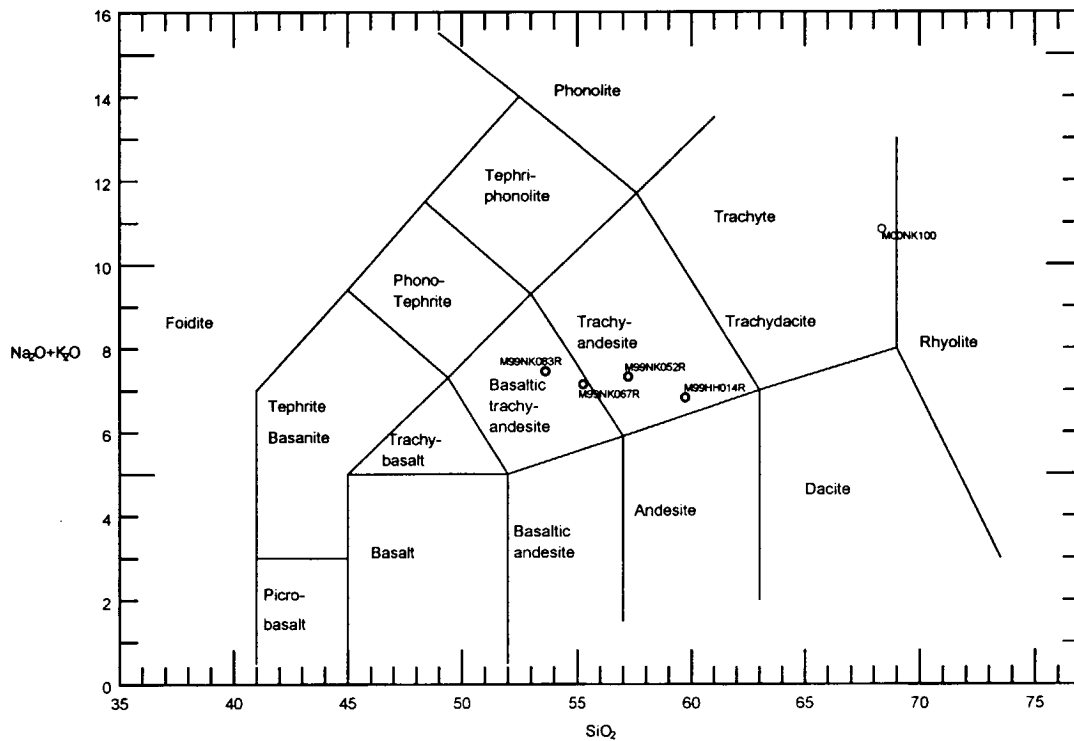 16
14
12
10
8
6
4
2
0
Na2O+K2O
35
40
45
50
55
60
65
70
75
SiO2
Phonolite
Tephri-
phonolite
Trachyte
Phono-
Tephrite
Foidite
Trachy-
andesite
Trachydacite
Rhyolite
Tephrite
Basanite
Basaltic
trachy-
andesite
Trachy-
basalt
Dacite
Andesite
Basaltic
andesite
Basalt
Picro-
basalt
M00NK100
M99NK083R
M99NK067R
M99NK052R
M99HH014R